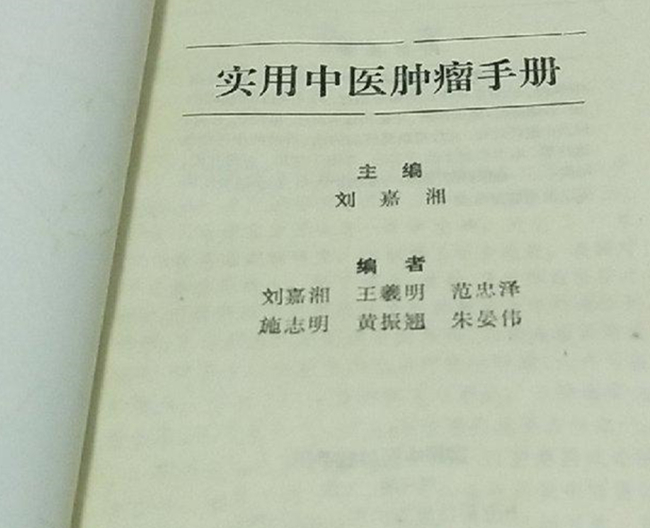 实用中医肿瘤手册
主编
刘嘉湘
编者
刘嘉湘 王羲明 范忠泽
施志明 黄振翘 朱晏伟